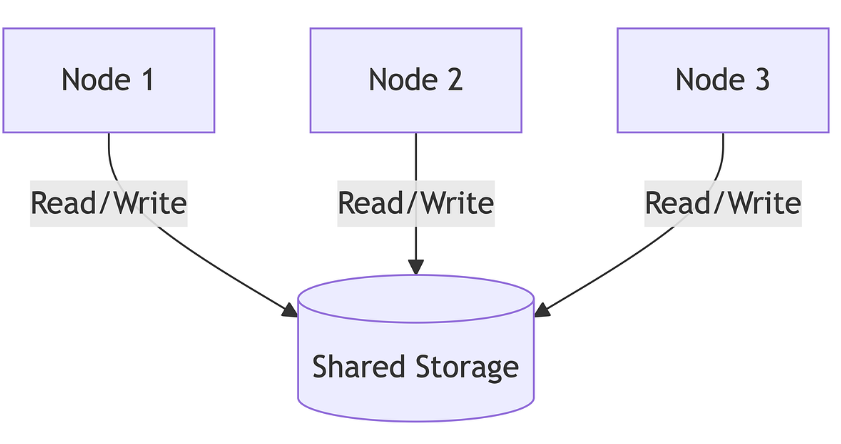 Node 1
Node 2
Node 3
Read/Write
Read/Write
Read/Write
Shared Storage